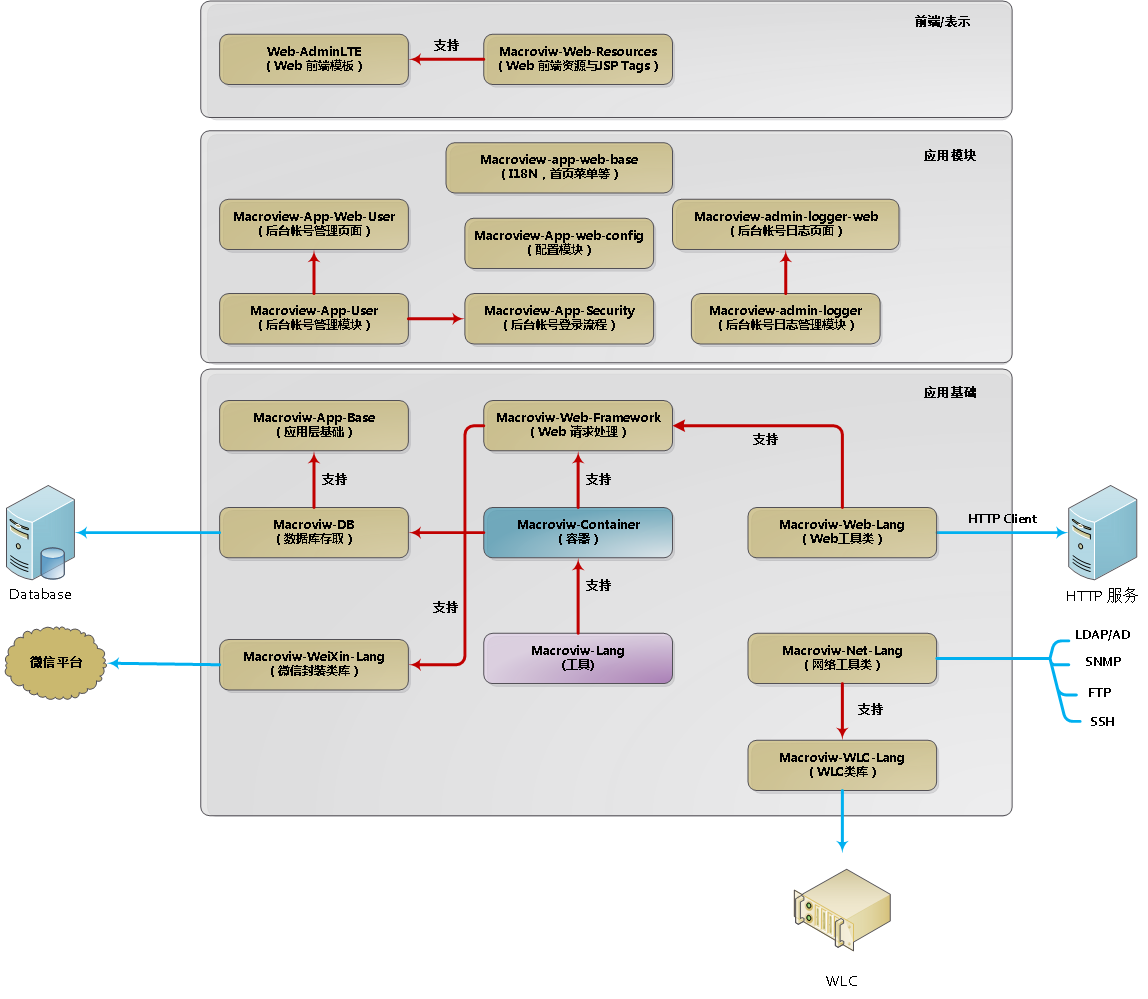 前端/表示
Web-AdminLTE
（Web 前端模板）
支持
Macroviw-Web-Resources
（Web 前端资源与JSP Tags）
应用模块
Macroview-app-web-base
（I18N，首页菜单等）
Macroview-App-Web-User
（后台帐号管理页面）
Macroview-App-web-config
（配置模块）
Macroview-admin-logger-web
（后台帐号日志页面）
Macroview-App-User
（后台帐号管理模块）
Macroview-App-Security
（后台帐号登录流程）
Macroview-admin-logger
（后台帐号日志管理模块）
应用基础
Macroviw-App-Base
（应用层基础）
Macroviw-Web-Framework
（Web 请求处理）
支持
支持
支持
Macroviw-DB
（数据库存取）
Macroviw-Container
（容器）
Macroviw-Web-Lang
（Web工具类）
HTTP Client
Database
HTTP 服务
支持
支持
微信平台
Macroviw-WeiXin-Lang
（微信封装类库）
Macroviw-Lang
(工具)
Macroviw-Net-Lang
（网络工具类）
LDAP/AD
SNMP
FTP
SSH
支持
Macroviw-WLC-Lang
（WLC类库）
WLC